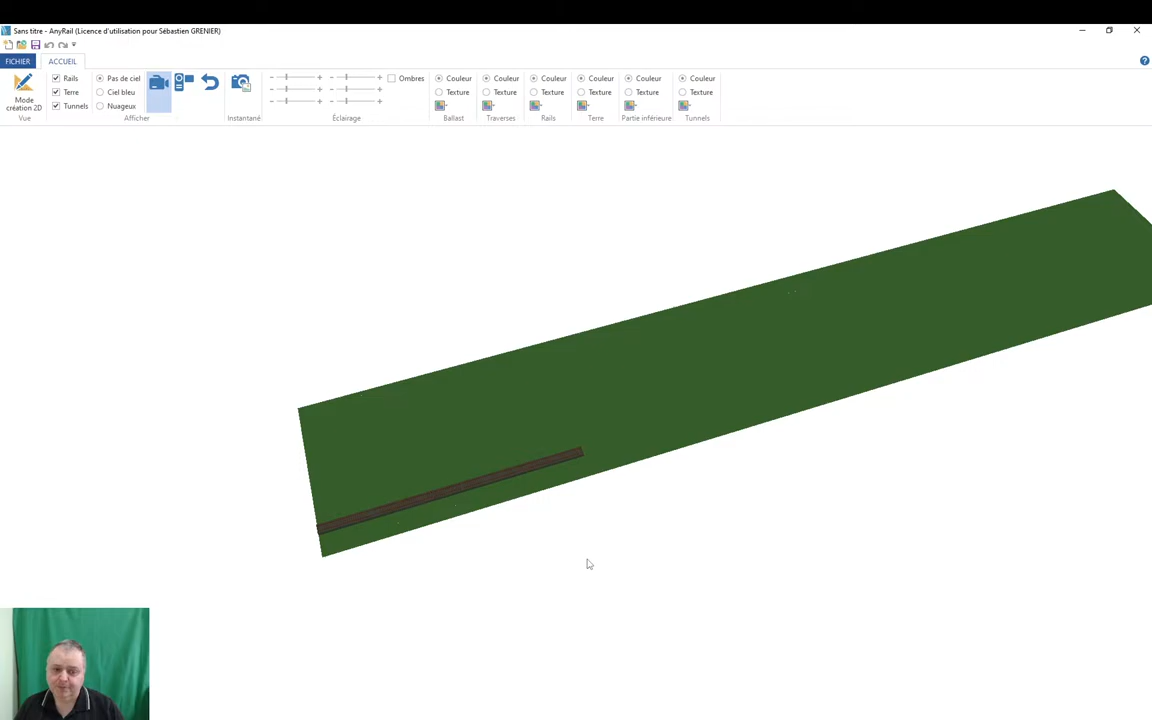 Sans titre - AnyRail (Licence d'utilisation pour Sébastien GRENIER)
FICHIER ACCUEIL
Mode création 2D
Vue
Rails
Terre
Tunnels
Pas de ciel
Ciel bleu
Nuageux
Afficher
Instantané
Ombres
Éclairage
Couleur
Texture
Ballast
Couleur
Texture
Traverses
Couleur
Texture
Rails
Couleur
Texture
Terre
Couleur
Texture
Partie inférieure
Couleur
Texture
Tunnels